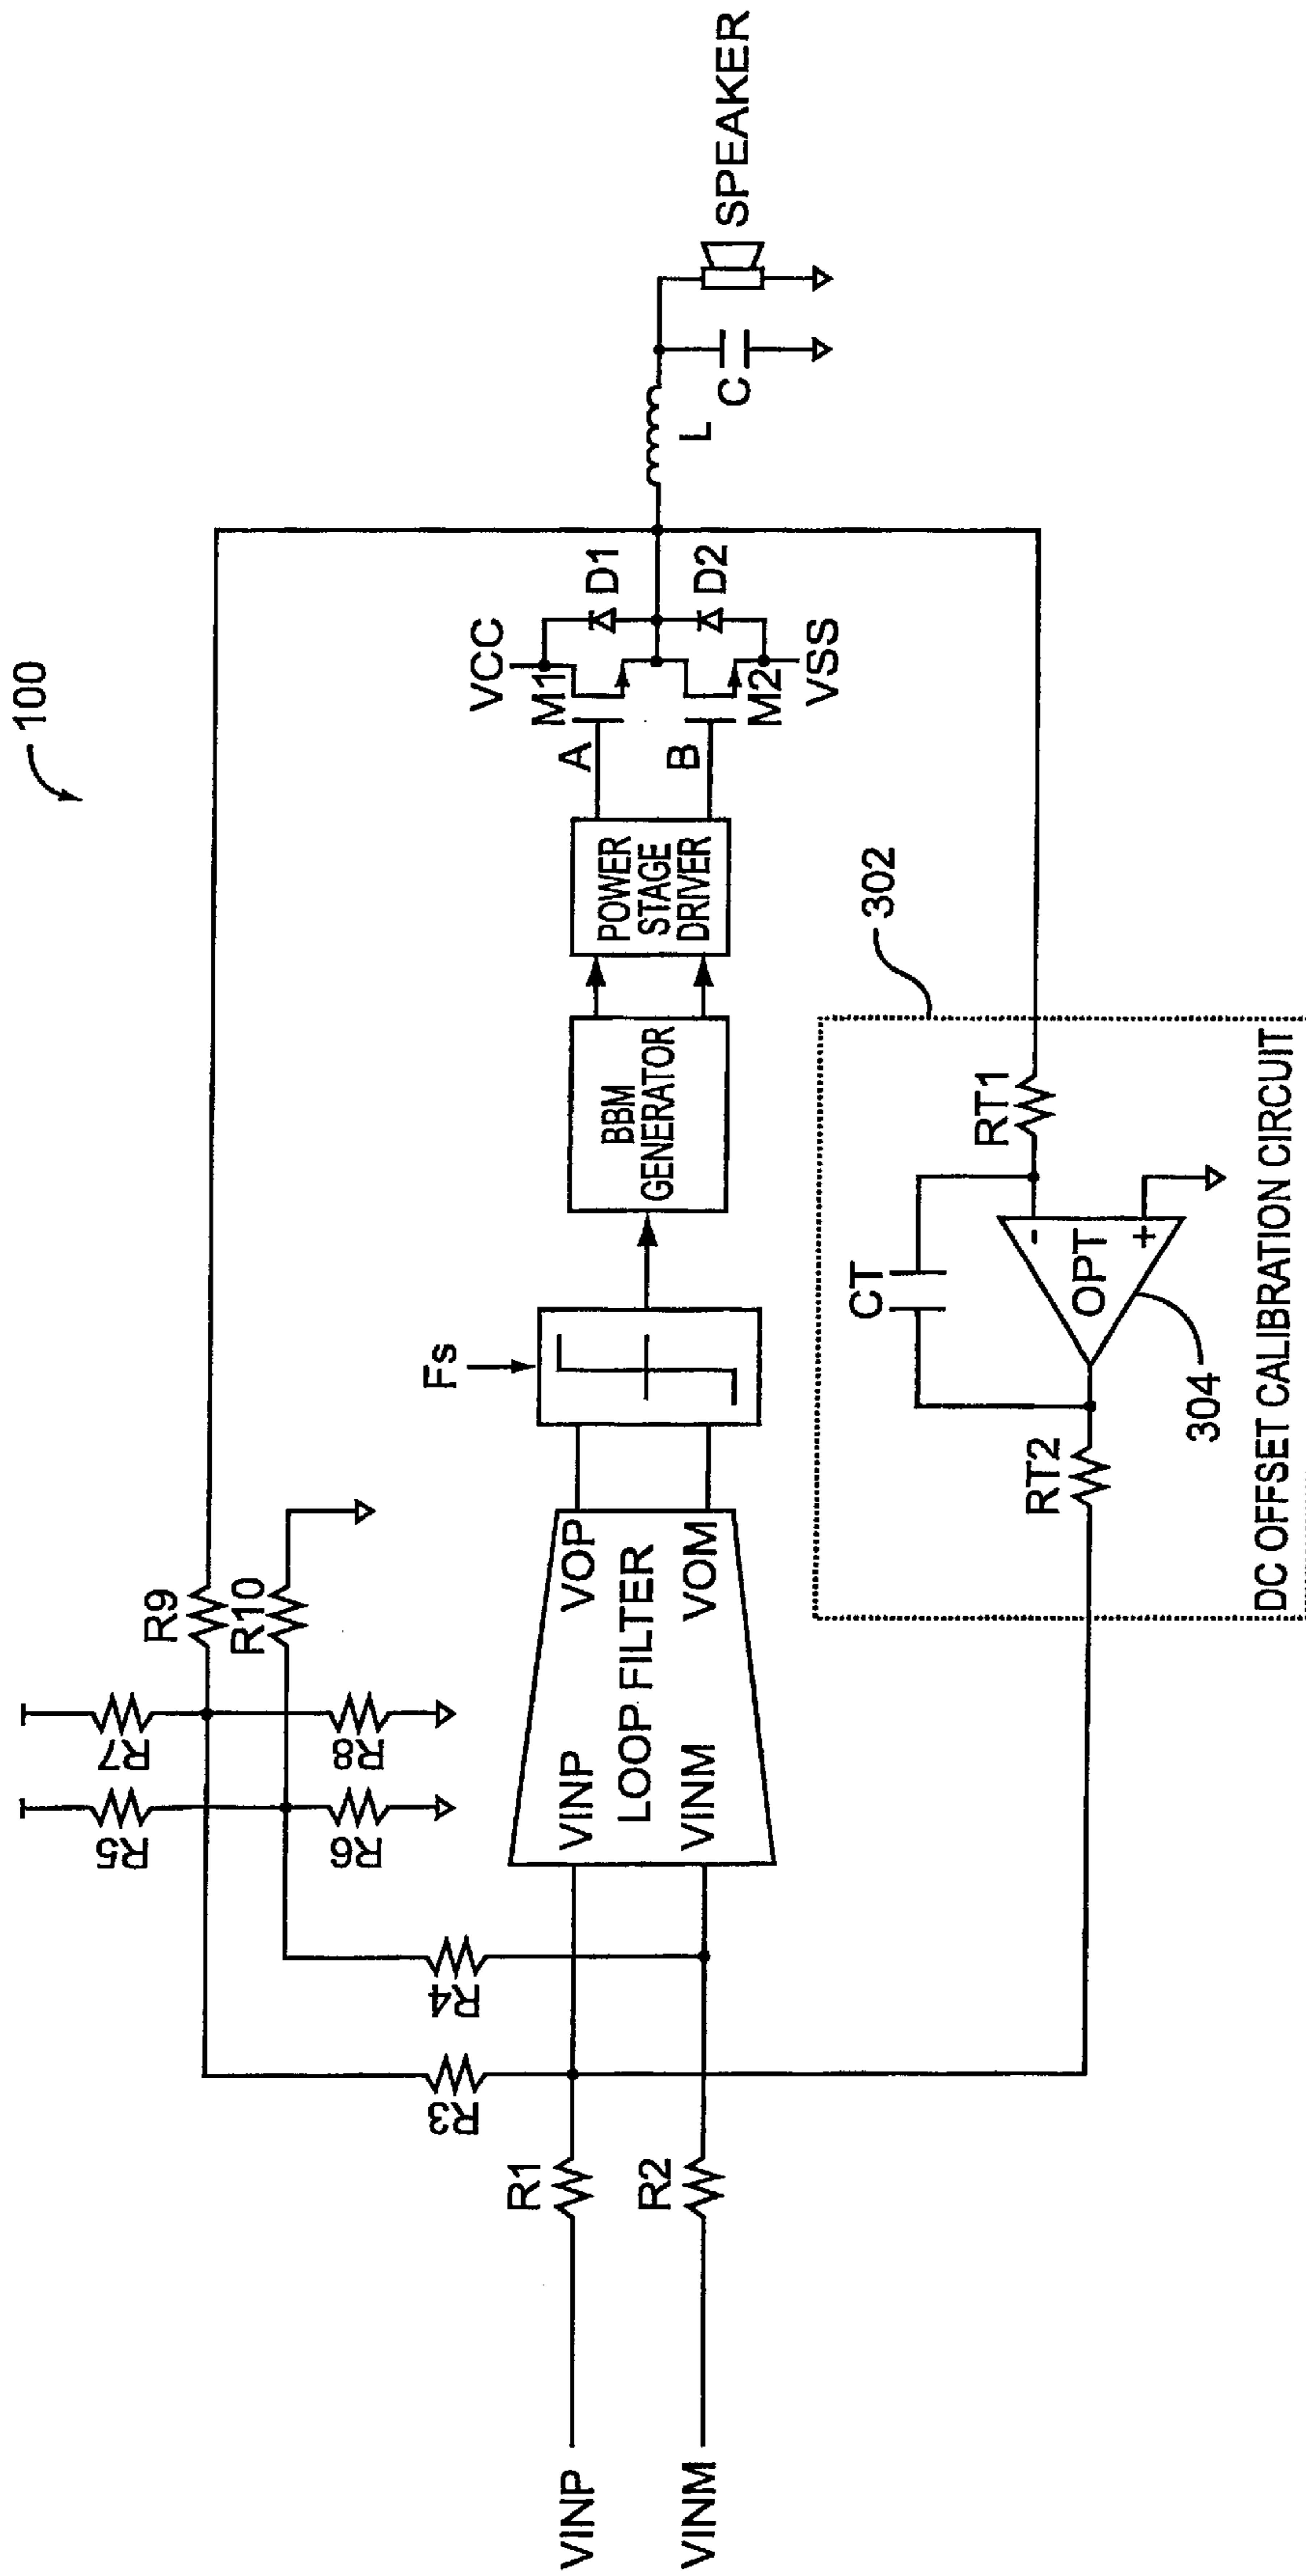 100
R7
R9
R5
R10
R8
R6
R3
R4
VCC
M1
D1
A
B
D2
M2
VSS
L
C
SPEAKER
Fs
POWER
STAGE
DRIVER
BBM
GENERATOR
VINP
R1
VINM
R2
VINP
VINM
LOOP FILTER
VOP
VOM
302
CT
RT1
RT2
-
+
OPT
304
DC OFFSET CALIBRATION CIRCUIT